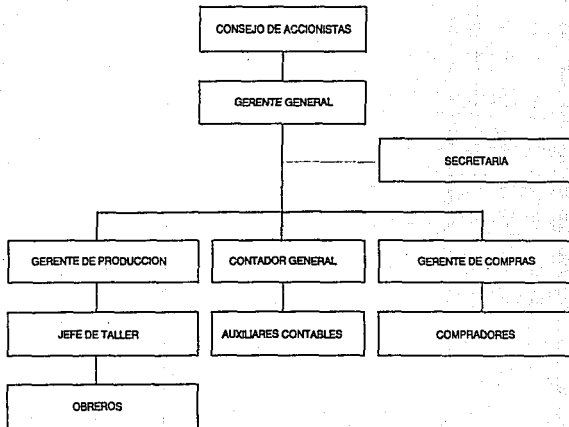 CONSEJO DE ACCIONISTAS
GERENTE GENERAL
SECRETARIA
GERENTE DE PRODUCCION
CONTADOR GENERAL
GERENTE DE COMPRAS
JEFE DE TALLER
AUXILIARES CONTABLES
COMPRADORES
OBREROS